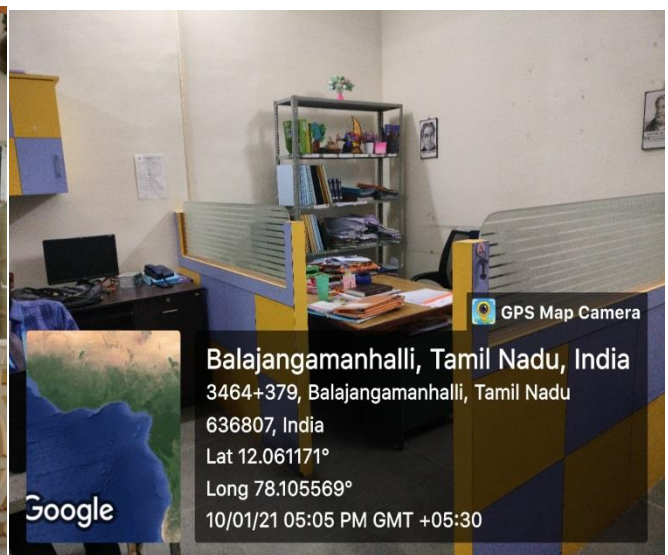 GPS Map Camera
Balajangamanhalli, Tamil Nadu, India
3464+379, Balajangamanhalli, Tamil Nadu
636807, India
Lat 12.061171°
Long 78.105569°
10/01/21 05:05 PM GMT +05:30
Google